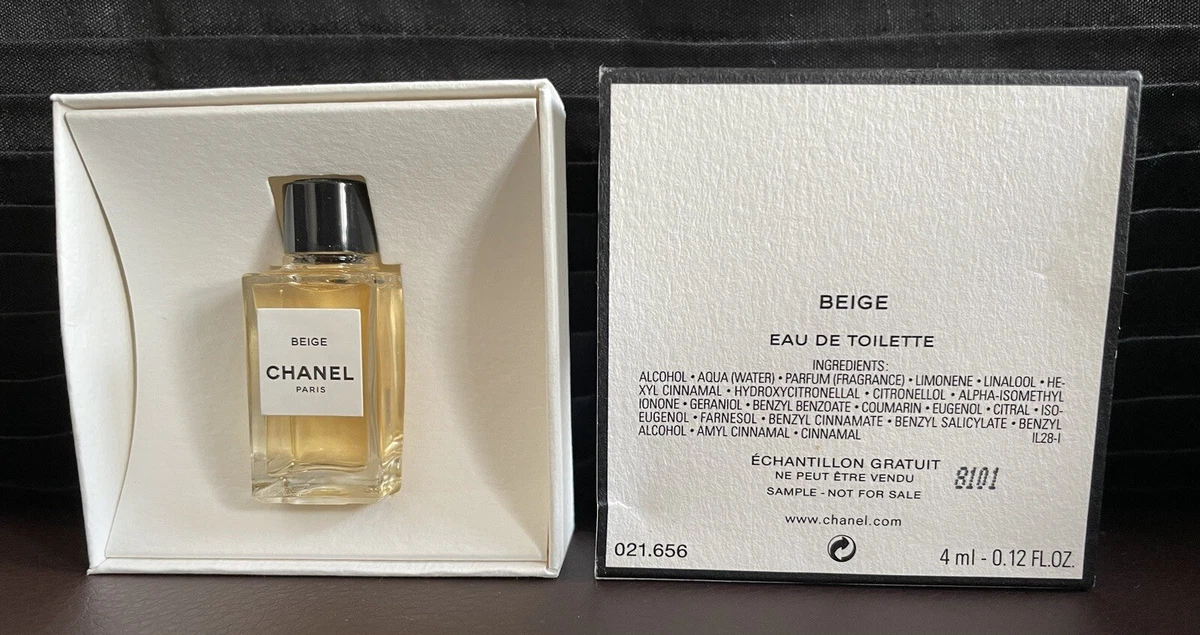 BEIGE
CHANEL
PARIS
BEIGE
EAU DE TOILETTE
INGREDIENTS:
ALCOHOL • AQUA (WATER) • PARFUM (FRAGRANCE) • LIMONENE • LINALOOL • HE-
XYL CINNAMAL • HYDROXYCITRONELLAL • CITRONELLOL • ALPHA-ISOMETHYL
IONONE • GERANIOL • BENZYL BENZOATE • COUMARIN • EUGENOL • CITRAL • ISO-
EUGENOL • FARNESOL • BENZYL CINNAMATE • BENZYL SALICYLATE • BENZYL
ALCOHOL • AMYL CINNAMAL • CINNAMAL IL28-I
ÉCHANTILLON GRATUIT
NE PEUT ÊTRE VENDU
SAMPLE - NOT FOR SALE
8101
www.chanel.com
021.656
4 ml - 0.12 FL.OZ.